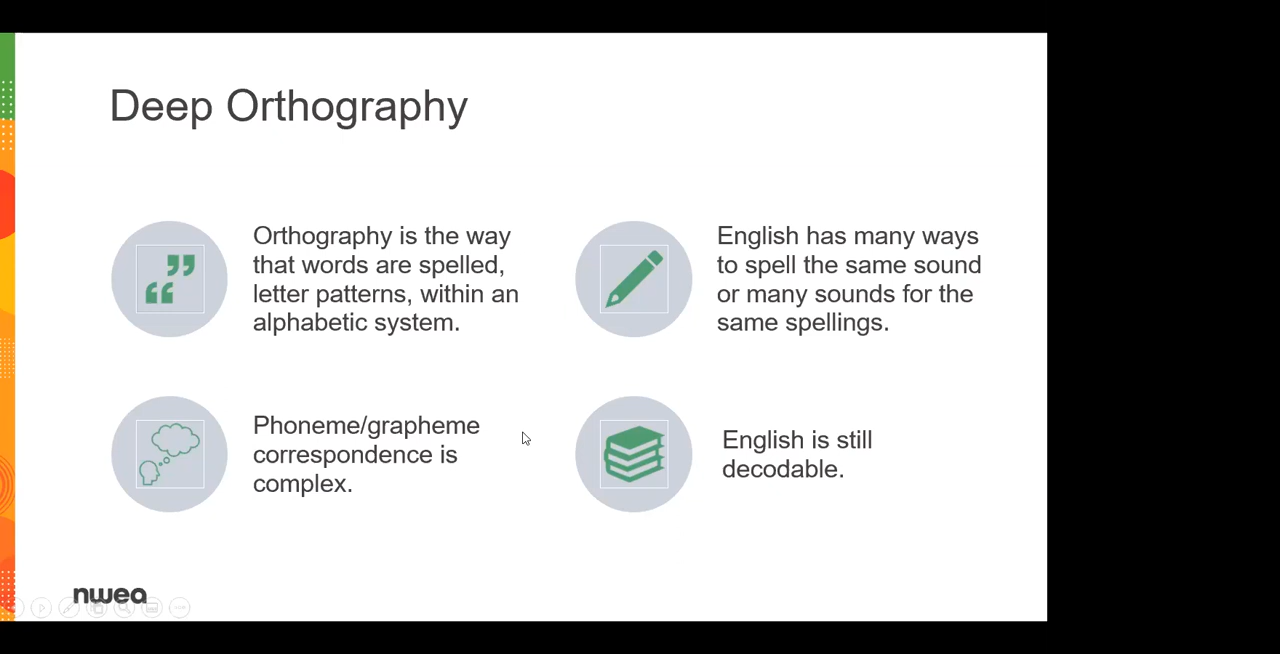 Deep Orthography
Orthography is the way
that words are spelled,
letter patterns, within an
alphabetic system.
English has many ways
to spell the same sound
or many sounds for the
same spellings.
Phoneme/grapheme
correspondence is
complex.
English is still
decodable.
nwea